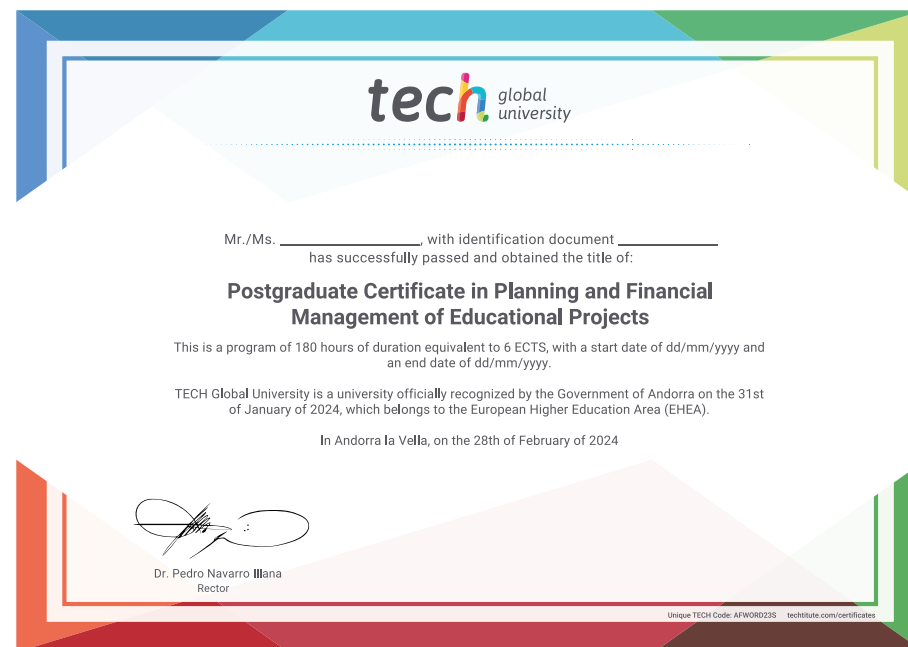 tech global university
Mr./Ms. ____________, with identification document ____________
has successfully passed and obtained the title of:
Postgraduate Certificate in Planning and Financial
Management of Educational Projects
This is a program of 180 hours of duration equivalent to 6 ECTS, with a start date of dd/mm/yyyy and
an end date of dd/mm/yyyy.
TECH Global University is a university officially recognized by the Government of Andorra on the 31st
of January of 2024, which belongs to the European Higher Education Area (EHEA).
In Andorra la Vella, on the 28th of February of 2024
Dr. Pedro Navarro Illana
Rector
Unique TECH Code: AFWORD23S techtitute.com/certificates